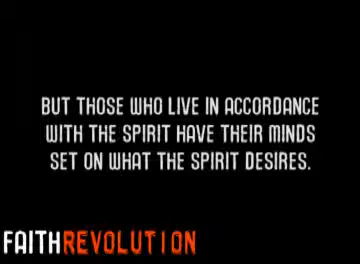 BUT THOSE WHO LIVE IN ACCORDANCE
WITH THE SPIRIT HAVE THEIR MINDS
SET ON WHAT THE SPIRIT DESIRES.
FAITHREVOLUTION